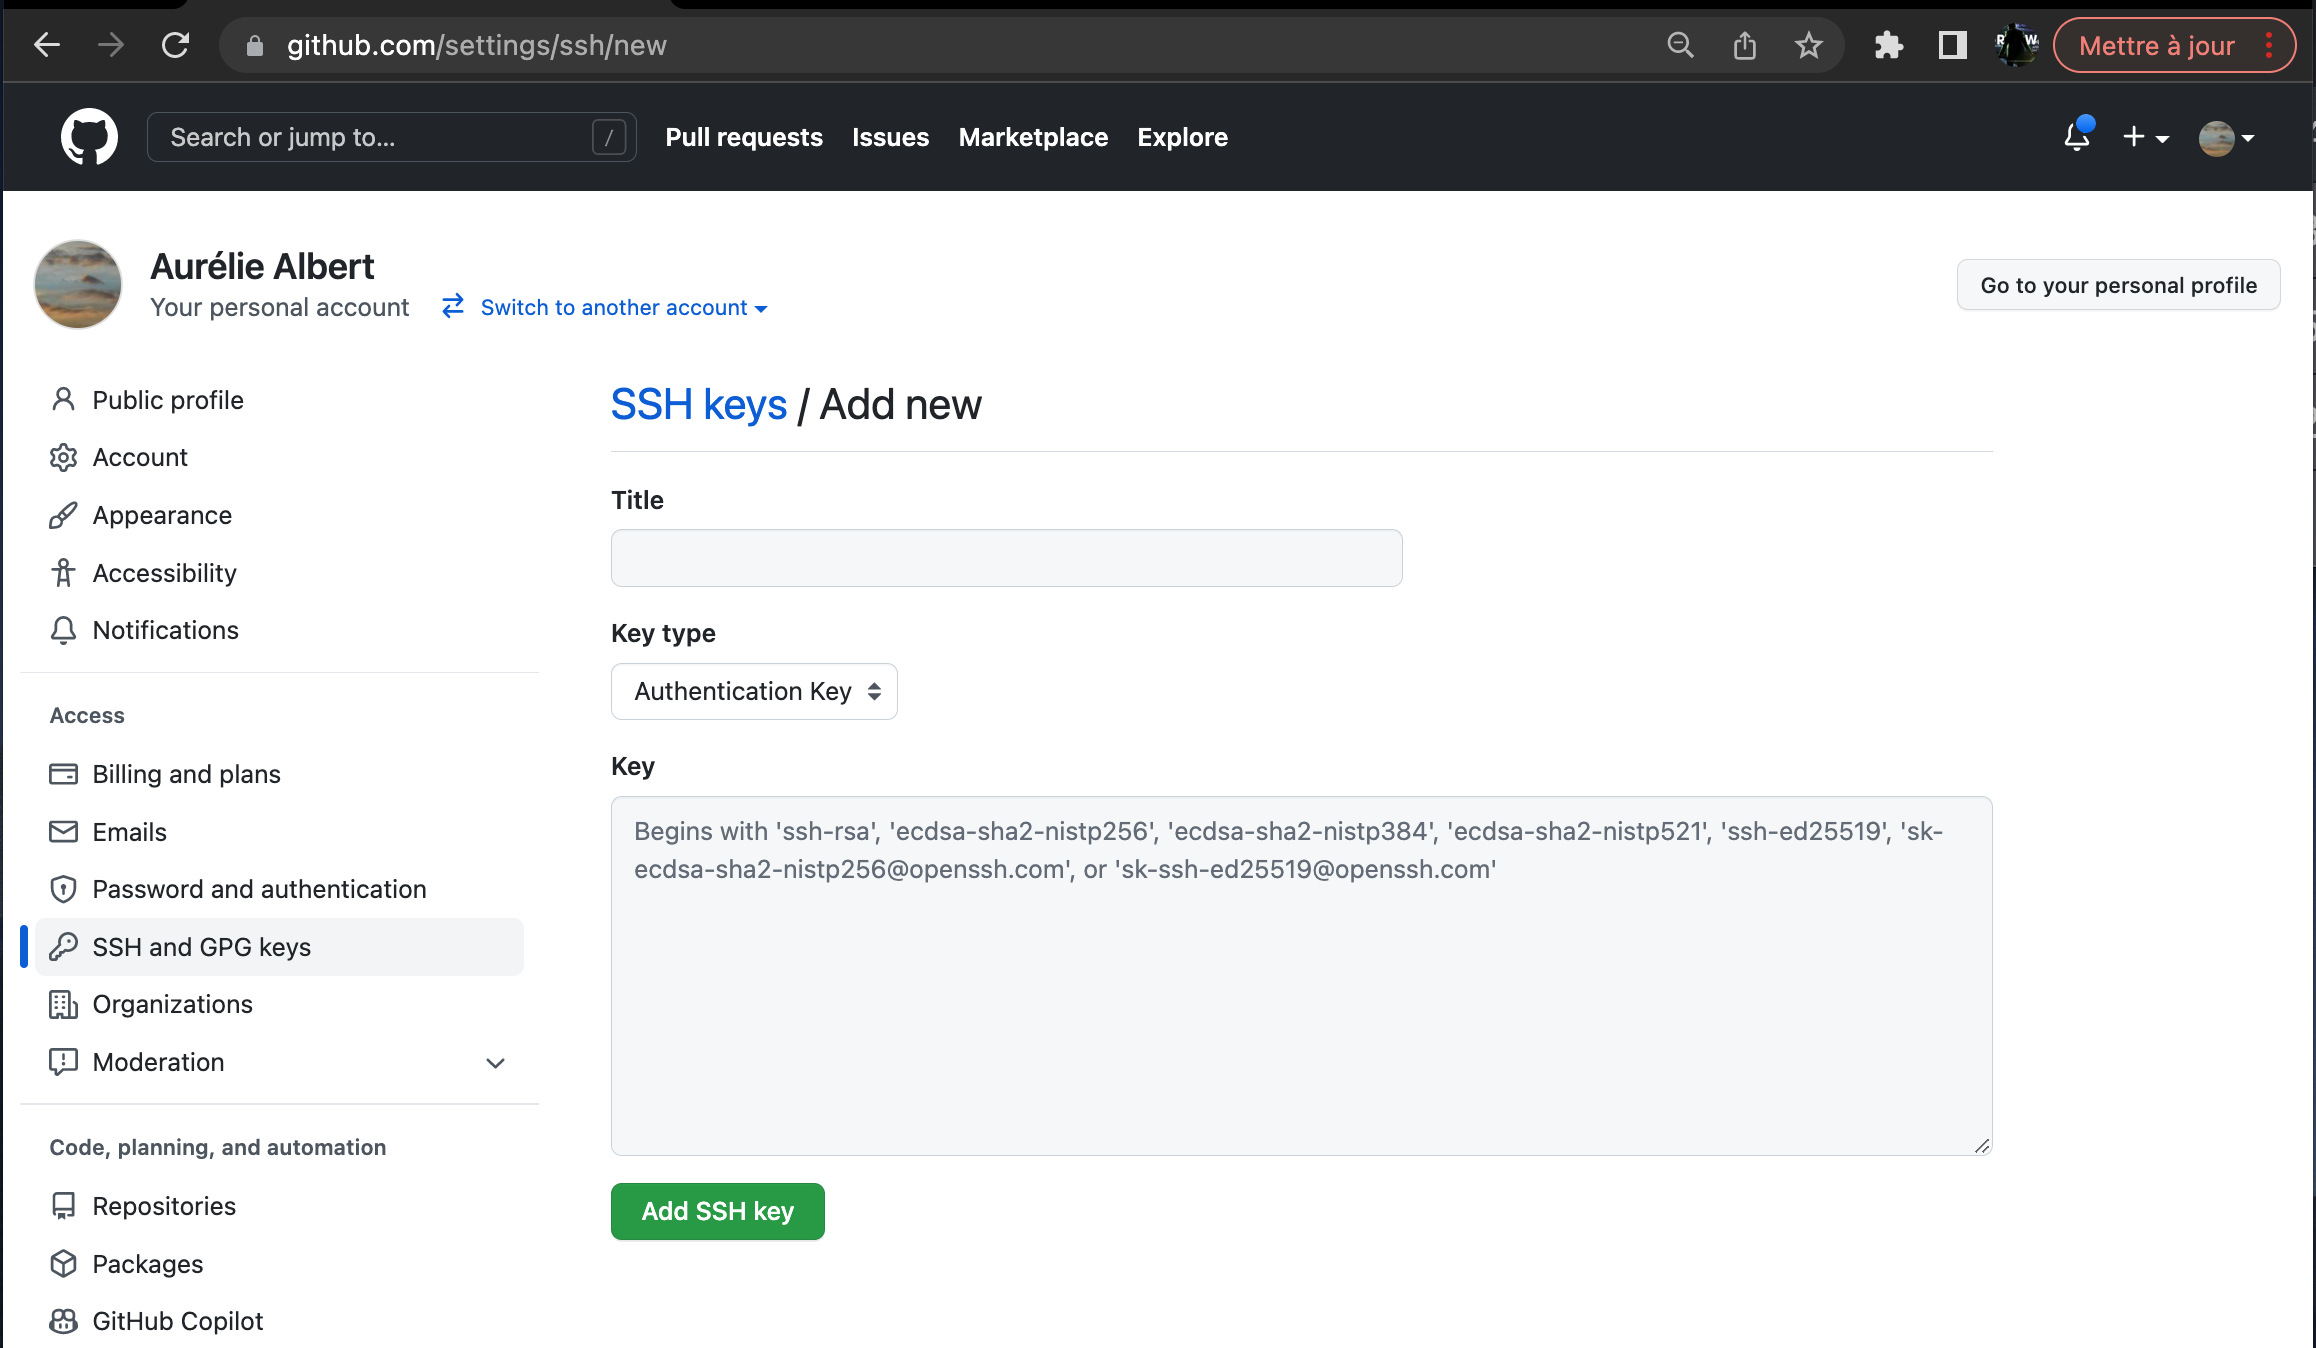 github.com/settings/ssh/new
Mettre à jour
Search or jump to...
/
Pull requests
Issues
Marketplace
Explore
Aurélie Albert
Your personal account
Switch to another account
Go to your personal profile
Public profile
Account
Appearance
Accessibility
Notifications
Access
Billing and plans
Emails
Password and authentication
SSH and GPG keys
Organizations
Moderation
Code, planning, and automation
Repositories
Packages
GitHub Copilot
SSH keys / Add new
Title
Key type
Authentication Key
Key
Begins with 'ssh-rsa', 'ecdsa-sha2-nistp256', 'ecdsa-sha2-nistp384', 'ecdsa-sha2-nistp521', 'ssh-ed25519', 'sk-
ecdsa-sha2-nistp256@openssh.com', or 'sk-ssh-ed25519@openssh.com'
Add SSH key